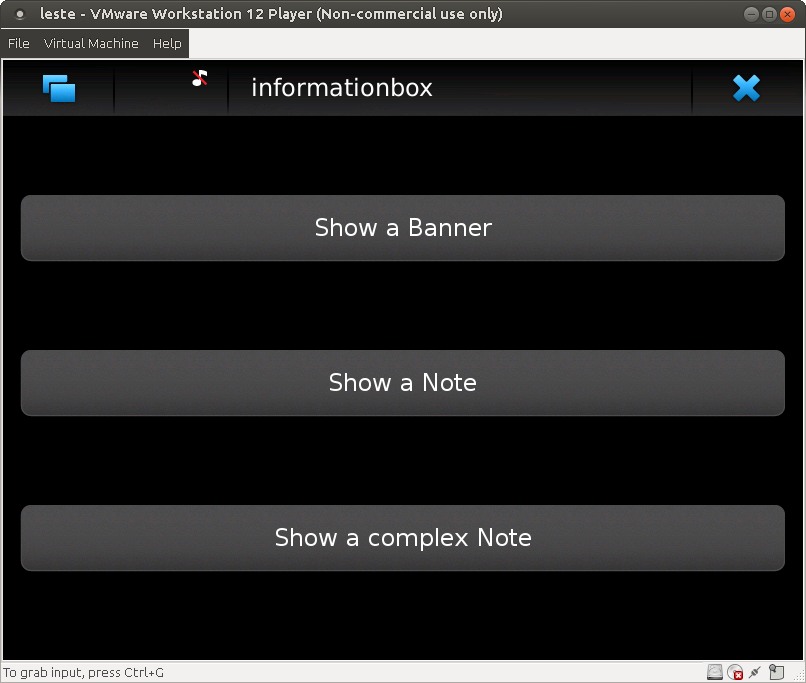 leste - VMware Workstation 12 Player (Non-commercial use only)
File Virtual Machine Help
informationbox
Show a Banner
Show a Note
Show a complex Note
To grab input, press Ctrl+G